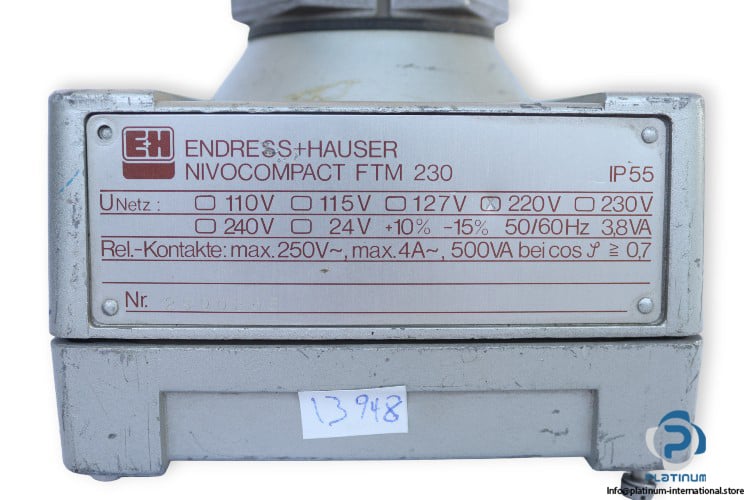 E+H ENDRESS+HAUSER
NIVOCOMPACT FTM 230 IP55
UNetz : ☐ 110V ☐ 115V ☐ 127V ☒ 220V ☐ 230V
☐ 240V ☐ 24V +10% -15% 50/60Hz 3,8VA
Rel.-Kontakte: max. 250V~, max. 4A~, 500VA bei cos φ ≧ 0,7
Nr.
13948
PLATINUM
Info@platinum-international.store